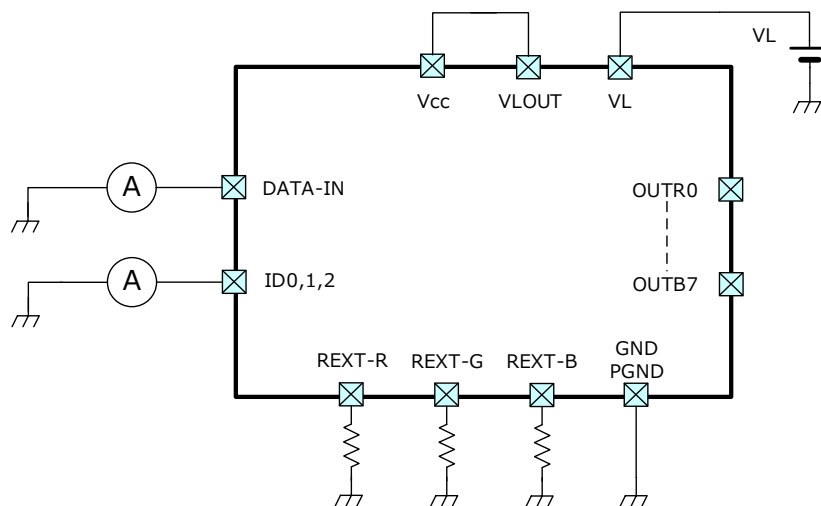 VL
Vcc
VLOUT
VL
A
DATA-IN
OUTR0
A
ID0,1,2
OUTB7
REXT-R
REXT-G
REXT-B
GND
PGND